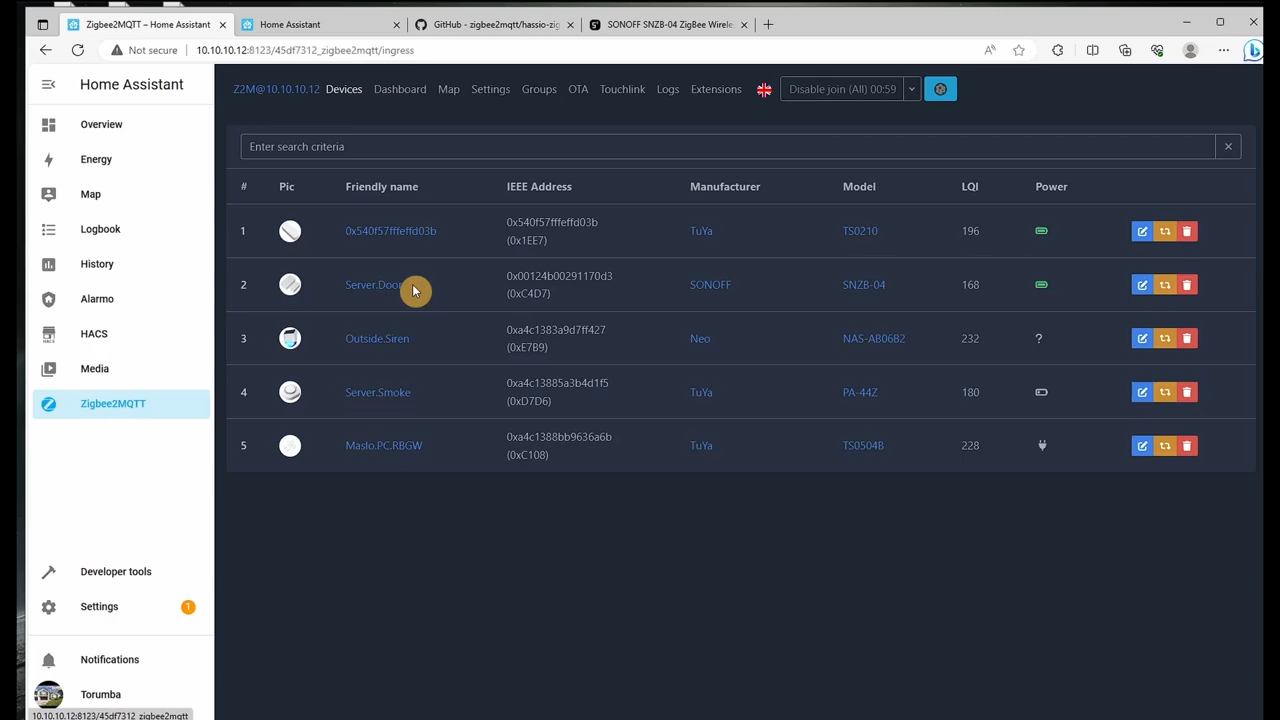 Zigbee2MQTT – Home Assistant
Home Assistant
GitHub - zigbee2mqtt/hassio-zig
SONOFF SNZB-04 ZigBee Wirele
Not secure
10.10.10.12:8123/45df7312_zigbee2mqtt/ingress
Home Assistant
Overview
Energy
Map
Logbook
History
Alarmo
HACS
HACS
Media
Zigbee2MQTT
Developer tools
Settings
1
Notifications
Torumba
10.10.10.12:8123/45df7312_zigbee2mqtt
Z2M@10.10.10.12 Devices Dashboard Map Settings Groups OTA Touchlink Logs Extensions Disable join (All) 00:59
Enter search criteria
# Pic Friendly name IEEE Address Manufacturer Model LQI Power
1 0x540f57fffeffd03b 0x540f57fffeffd03b (0x1EE7) TuYa TS0210 196
2 Server.Door 0x00124b00291170d3 (0xC4D7) SONOFF SNZB-04 168
3 Outside.Siren 0xa4c1383a9d7ff427 (0xE7B9) Neo NAS-AB06B2 232 ?
4 Server.Smoke 0xa4c13885a3b4d1f5 (0xD7D6) TuYa PA-44Z 180
5 Maslo.PC.RBGW 0xa4c1388bb9636a6b (0xC108) TuYa TS0504B 228